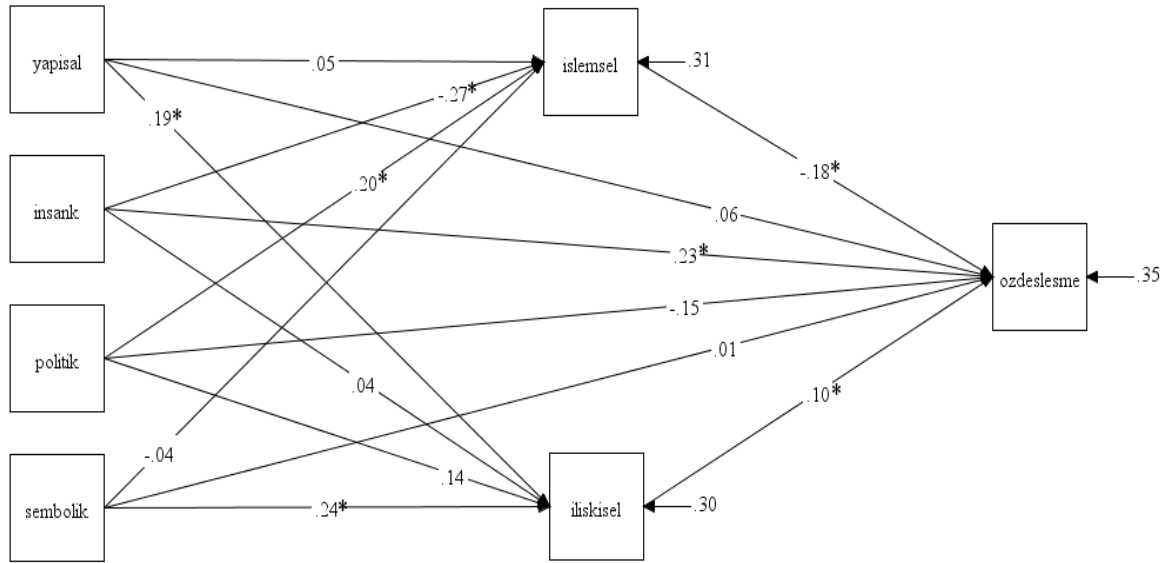 yapisal
.05
islemsel
.31
-.27*
.19*
.20*
-.18*
insank
.06
.23*
ozdeslesme
.35
-.15
.01
politik
.04
.10*
-.04
.14
sembolik
.24*
iliskisel
.30